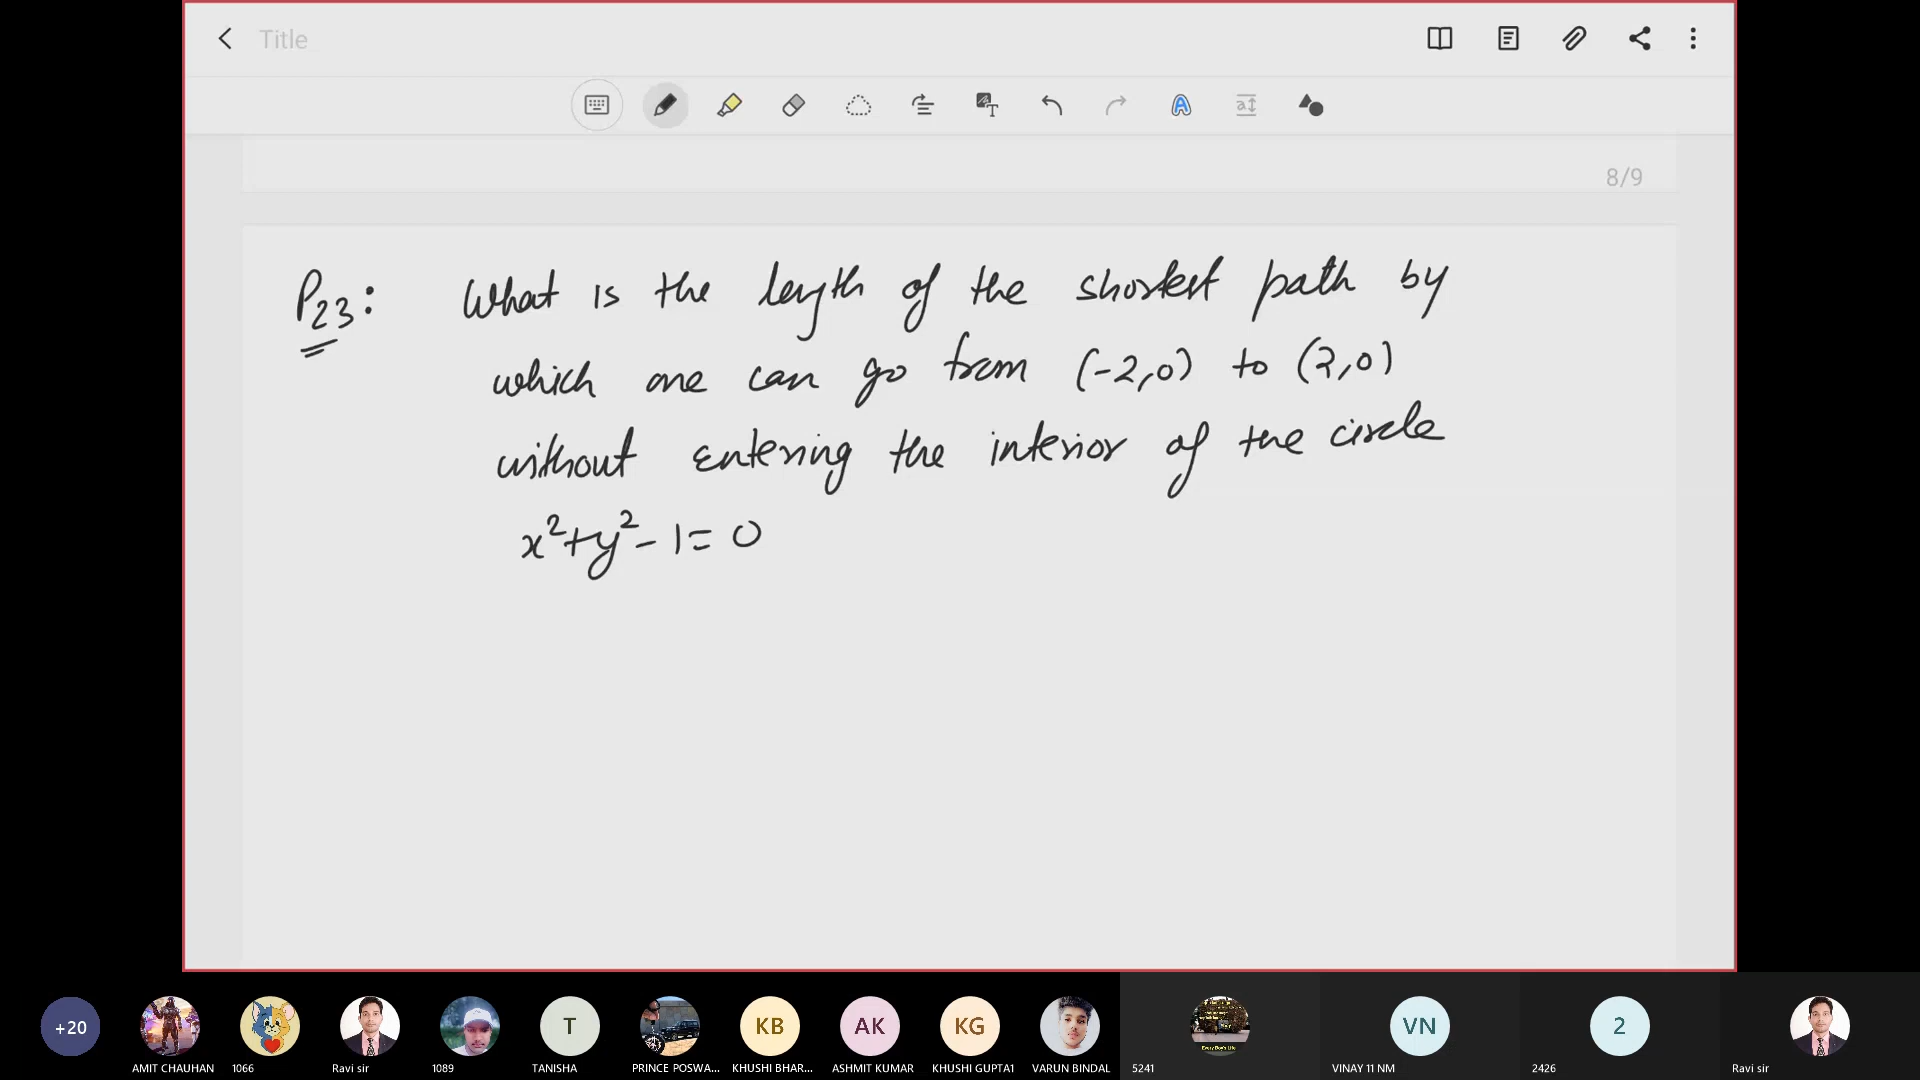 Title
8/9
P23: What is the length of the shortest path by
which one can go from (-2,0) to (2,0)
without entering the interior of the circle
x²+y²-1=0
+20
T
KB
AK
KG
VN
2
AMIT CHAUHAN
1066
Ravi sir
1089
TANISHA
PRINCE POSWA...
KHUSHI BHAR...
ASHMIT KUMAR
KHUSHI GUPTA1
VARUN BINDAL
5241
VINAY 11 NM
2426
Ravi sir